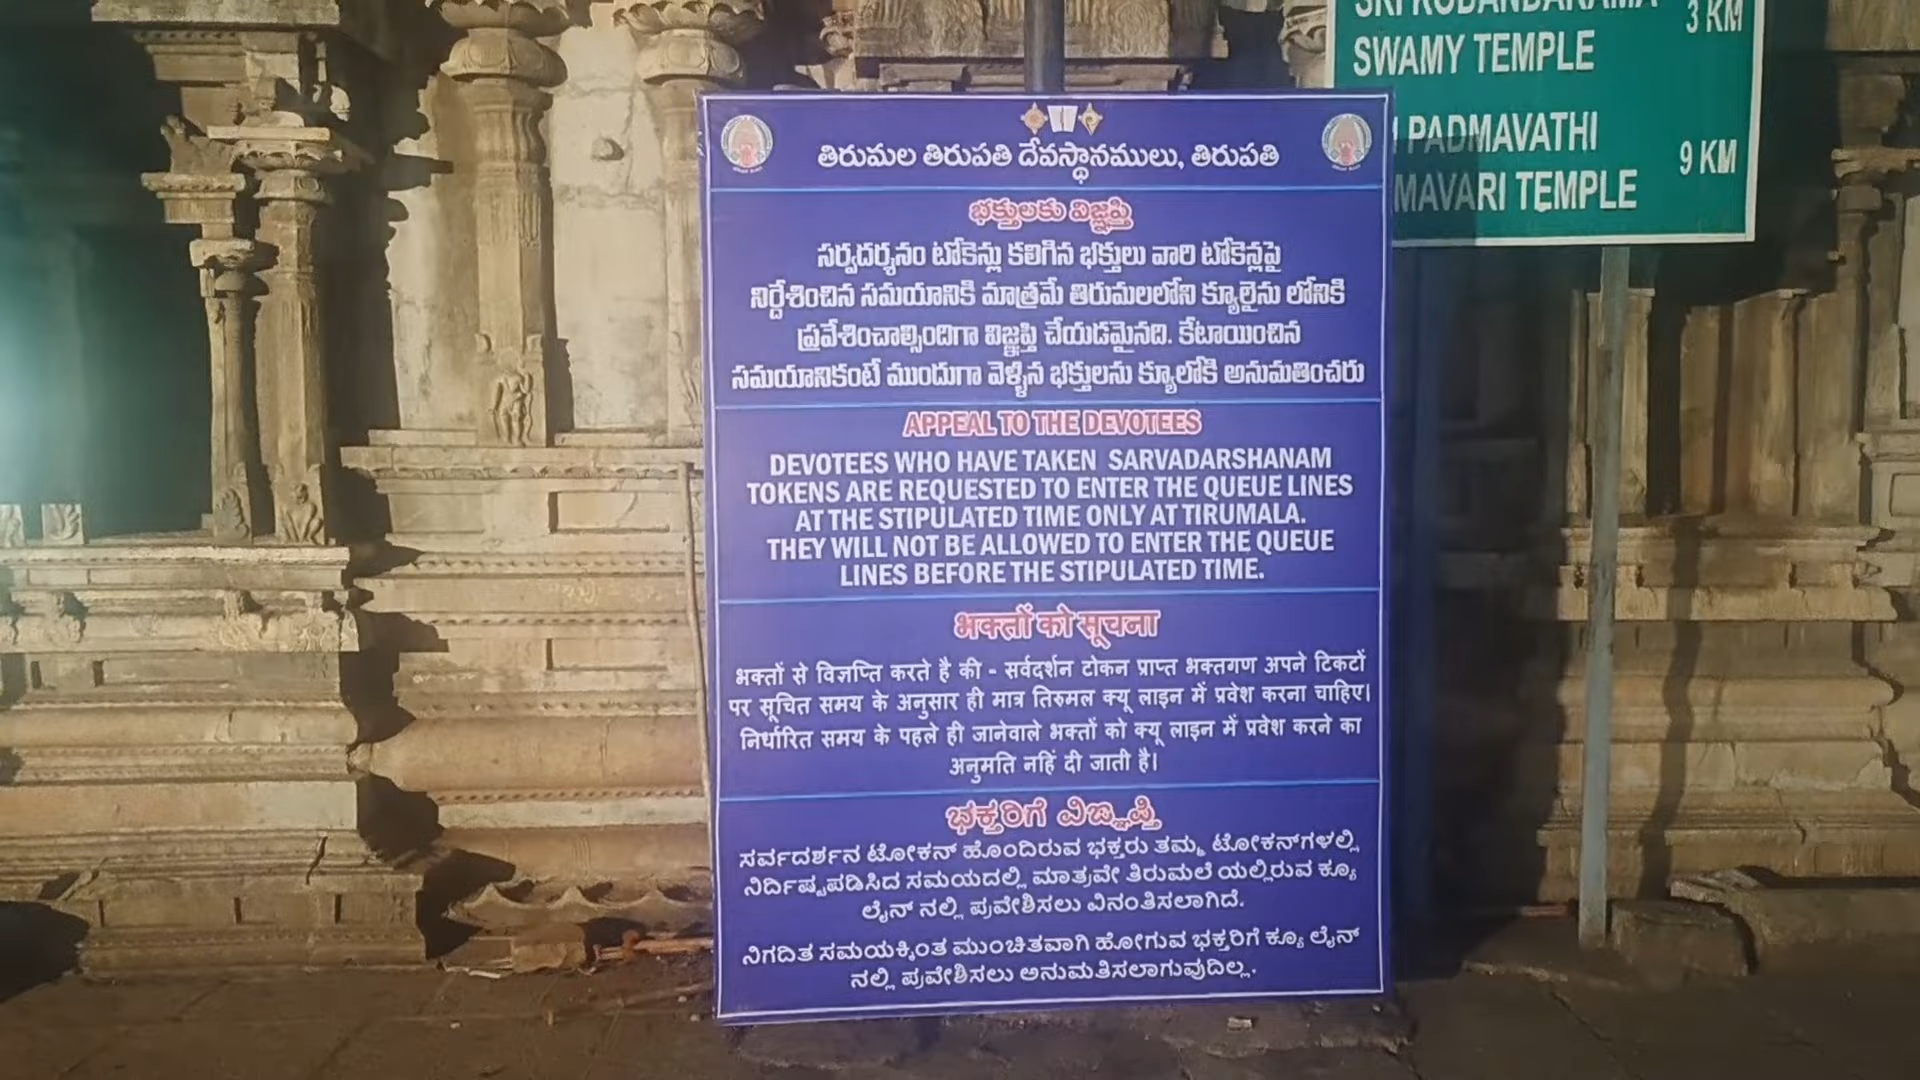 తిరుమల తిరుపతి దేవస్థానములు, తిరుపతి
భక్తులకు విజ్ఞప్తి
సర్వదర్శనం టోకెన్లు కలిగిన భక్తులు వారి టోకెన్లపై
నిర్దేశించిన సమయానికి మాత్రమే తిరుమలలోని క్యూలైను లోనికి
ప్రవేశించాల్సిందిగా విజ్ఞప్తి చేయడమైనది. కేటాయించిన
సమయానికంటే ముందుగా వెళ్ళిన భక్తులను క్యూలోకి అనుమతించరు
APPEAL TO THE DEVOTEES
DEVOTEES WHO HAVE TAKEN SARVADARSHANAM
TOKENS ARE REQUESTED TO ENTER THE QUEUE LINES
AT THE STIPULATED TIME ONLY AT TIRUMALA.
THEY WILL NOT BE ALLOWED TO ENTER THE QUEUE
LINES BEFORE THE STIPULATED TIME.
भक्तों को सूचना
भक्तों से विज्ञप्ति करते है की - सर्वदर्शन टोकन प्राप्त भक्तगण अपने टिकटों
पर सूचित समय के अनुसार ही मात्र तिरुमल क्यू लाइन में प्रवेश करना चाहिए।
निर्धारित समय के पहले ही जानेवाले भक्तों को क्यू लाइन में प्रवेश करने का
अनुमति नहिं दी जाती है।
ಭಕ್ತರಿಗೆ ವಿಜ್ಞಪ್ತಿ
ಸರ್ವದರ್ಶನ ಟೋಕನ್ ಹೊಂದಿರುವ ಭಕ್ತರು ತಮ್ಮ ಟೋಕನ್‌ಗಳಲ್ಲಿ
ನಿರ್ದಿಷ್ಟಪಡಿಸಿದ ಸಮಯದಲ್ಲಿ ಮಾತ್ರವೇ ತಿರುಮಲೆ ಯಲ್ಲಿರುವ ಕ್ಯೂ
ಲೈನ್ ನಲ್ಲಿ ಪ್ರವೇಶಿಸಲು ವಿನಂತಿಸಲಾಗಿದೆ.
ನಿಗದಿತ ಸಮಯಕ್ಕಿಂತ ಮುಂಚಿತವಾಗಿ ಹೋಗುವ ಭಕ್ತರಿಗೆ ಕ್ಯೂ ಲೈನ್
ನಲ್ಲಿ ಪ್ರವೇಶಿಸಲು ಅನುಮತಿಸಲಾಗುವುದಿಲ್ಲ.
SRI KODANDARAMA 3 KM
SWAMY TEMPLE
PADMAVATHI
MAVARI TEMPLE 9 KM